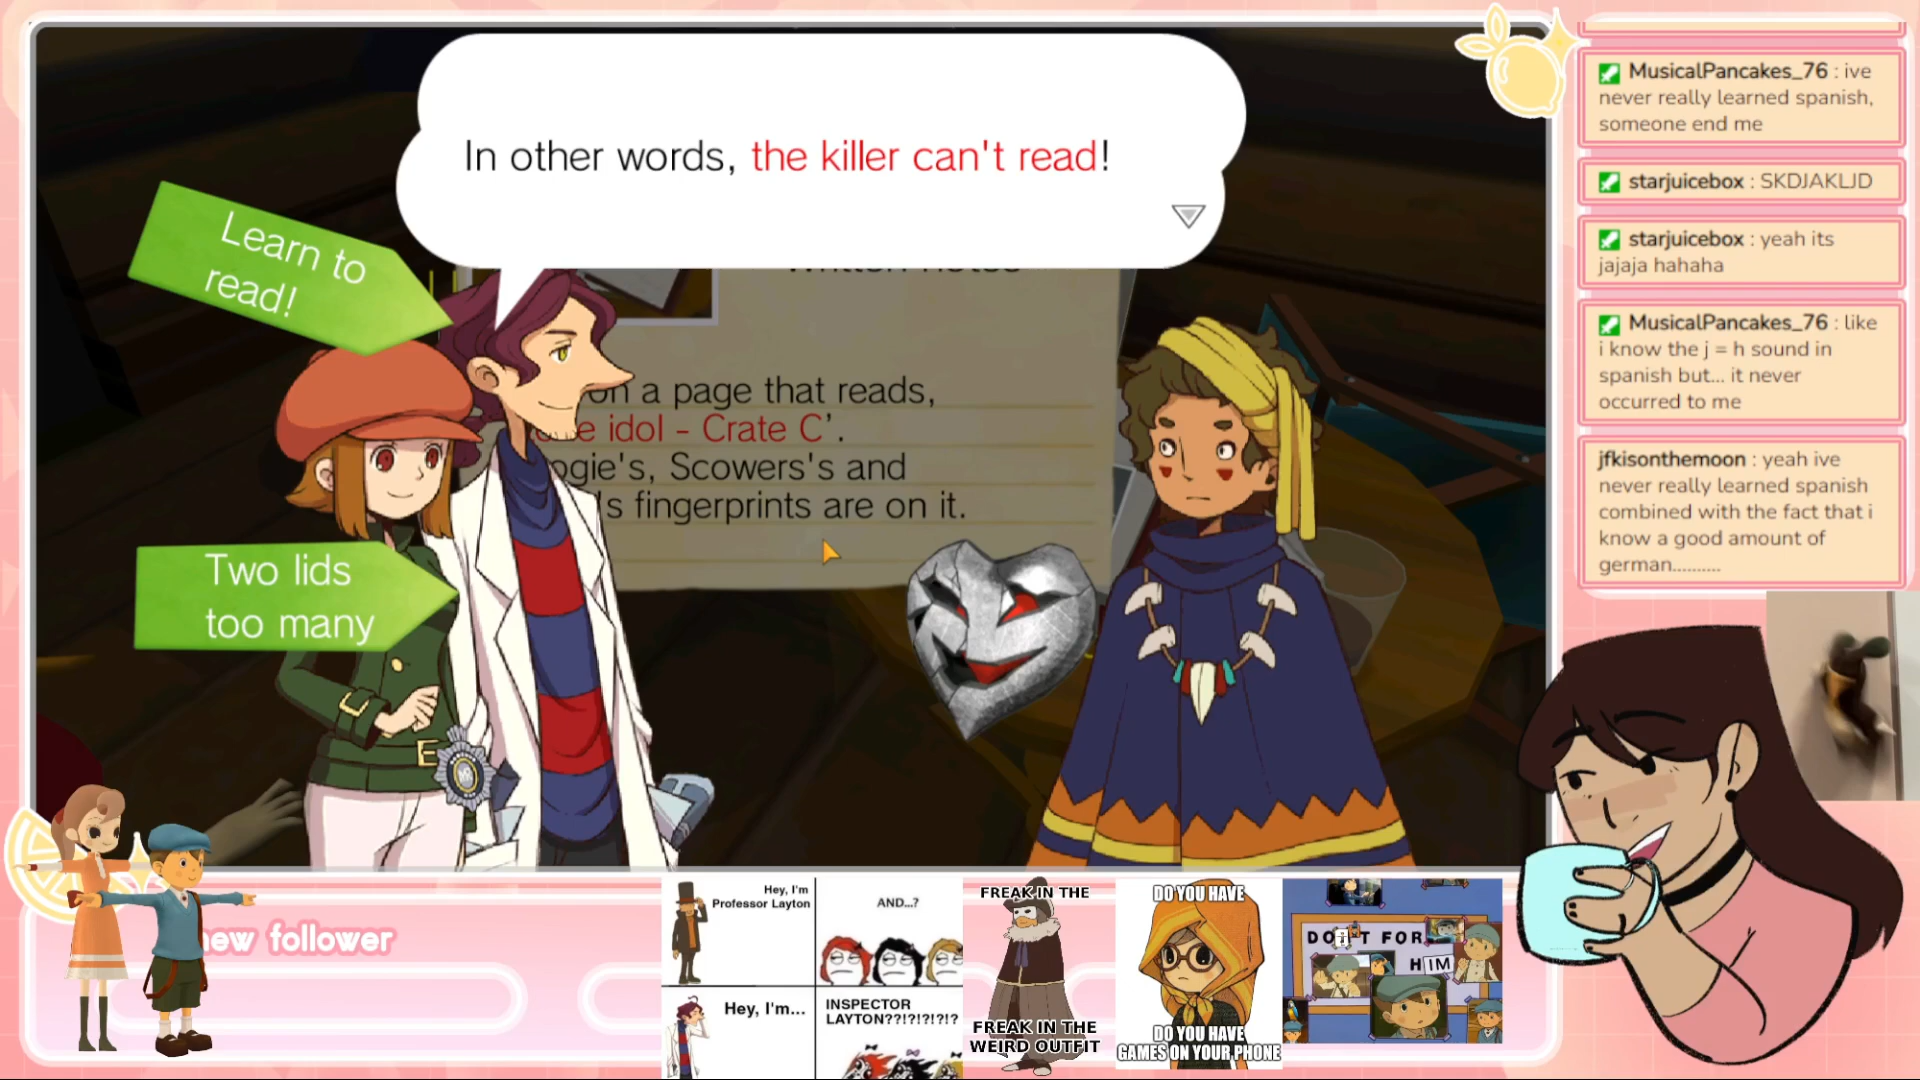 In other words, the killer can't read!
Learn to
read!
Two lids
too many
on a page that reads,
idol - Crate C'.
Scowers's and
fingerprints are on it.
MusicalPancakes_76 : ive
never really learned spanish,
someone end me
starjuicebox : SKDJAKLJD
starjuicebox : yeah its
jajaja hahaha
MusicalPancakes_76 : like
i know the j = h sound in
spanish but... it never
occurred to me
jfkisonthemoon : yeah ive
never really learned spanish
combined with the fact that i
know a good amount of
german..........
new follower
Hey, I'm
Professor Layton
AND...?
Hey, I'm...
INSPECTOR
LAYTON??!?!?!?!?
FREAK IN THE
FREAK IN THE
WEIRD OUTFIT
DO YOU HAVE
DO YOU HAVE
GAMES ON YOUR PHONE
HIM